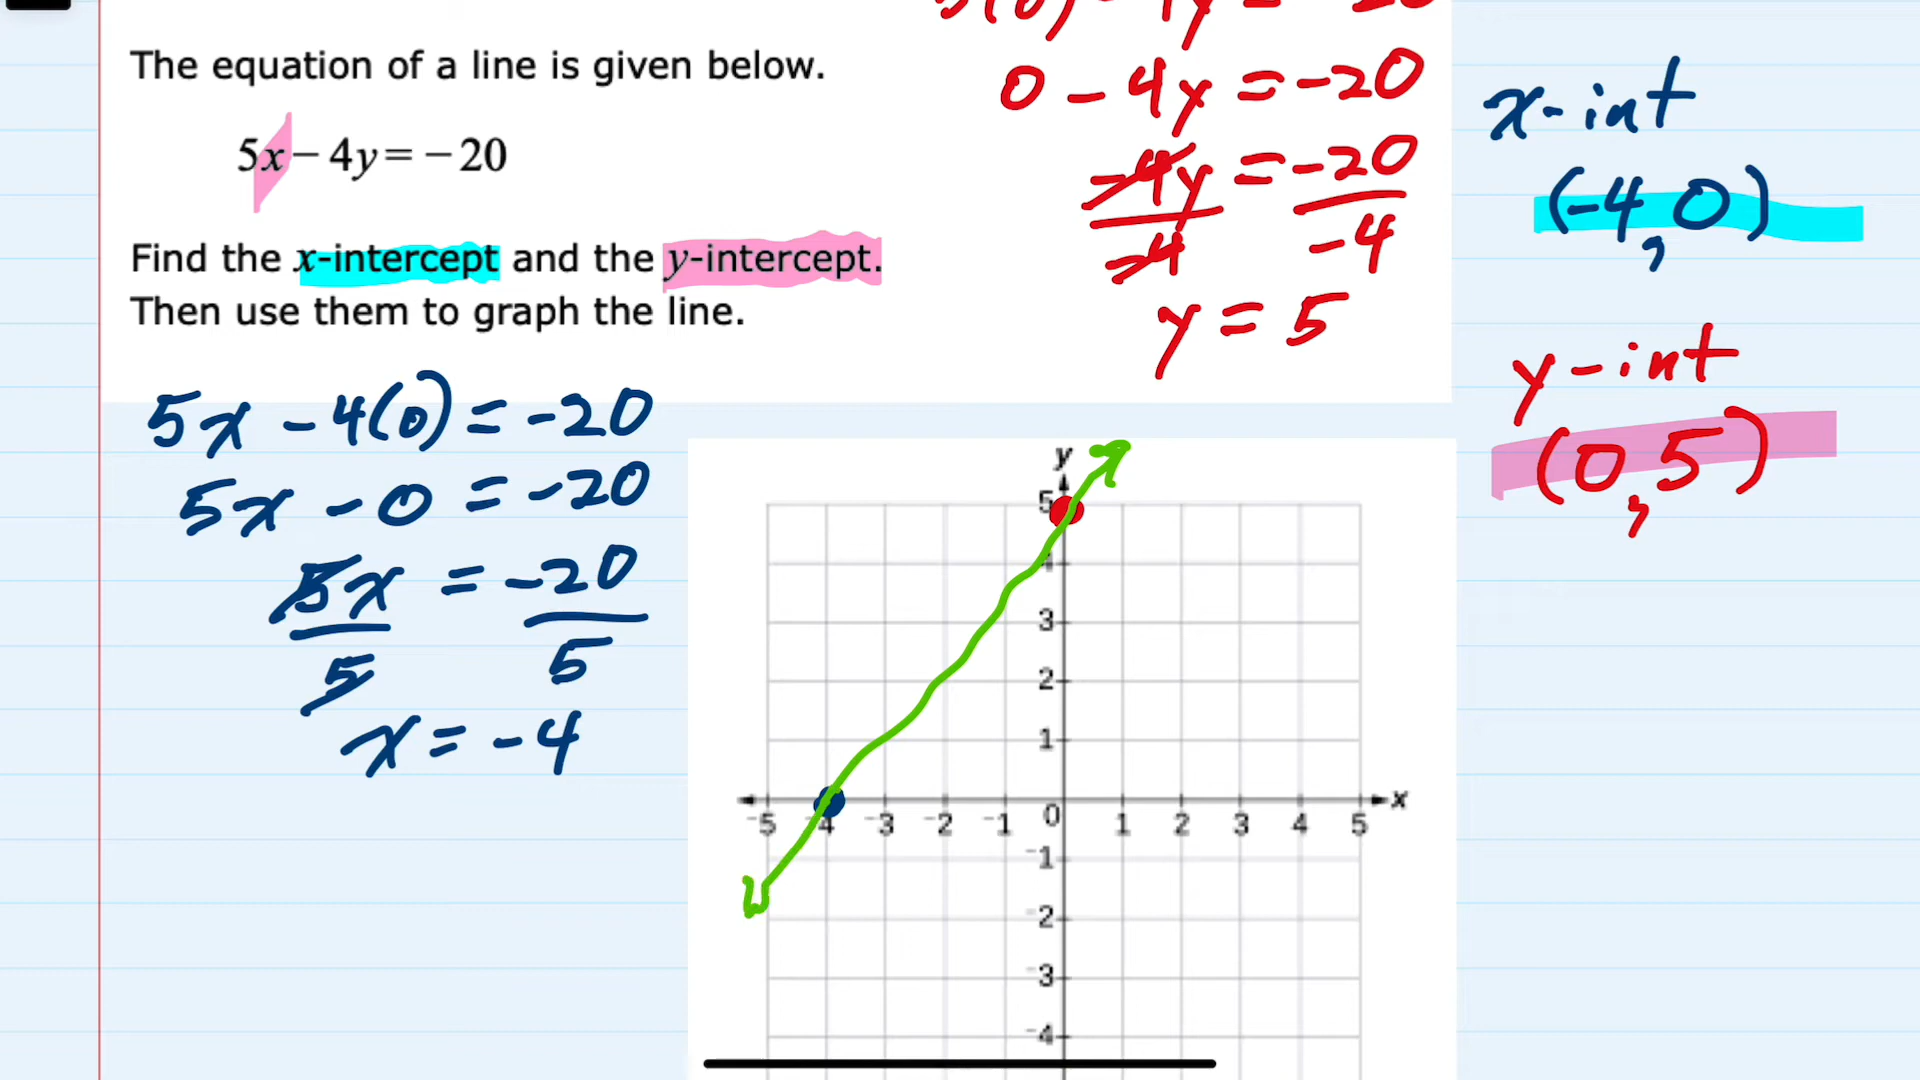 The equation of a line is given below.
5x − 4y = −20
Find the x-intercept and the y-intercept.
Then use them to graph the line.
5x - 4(0) = -20
5x - 0 = -20
5x = -20
5 5
x = -4
0 - 4y = -20
-4y = -20
-4 -4
y = 5
x-int
(-4, 0)
y-int
(0, 5)
y
5
4
3
2
1
-5 -4 -3 -2 -1 0 1 2 3 4 5 x
-1
-2
-3
-4